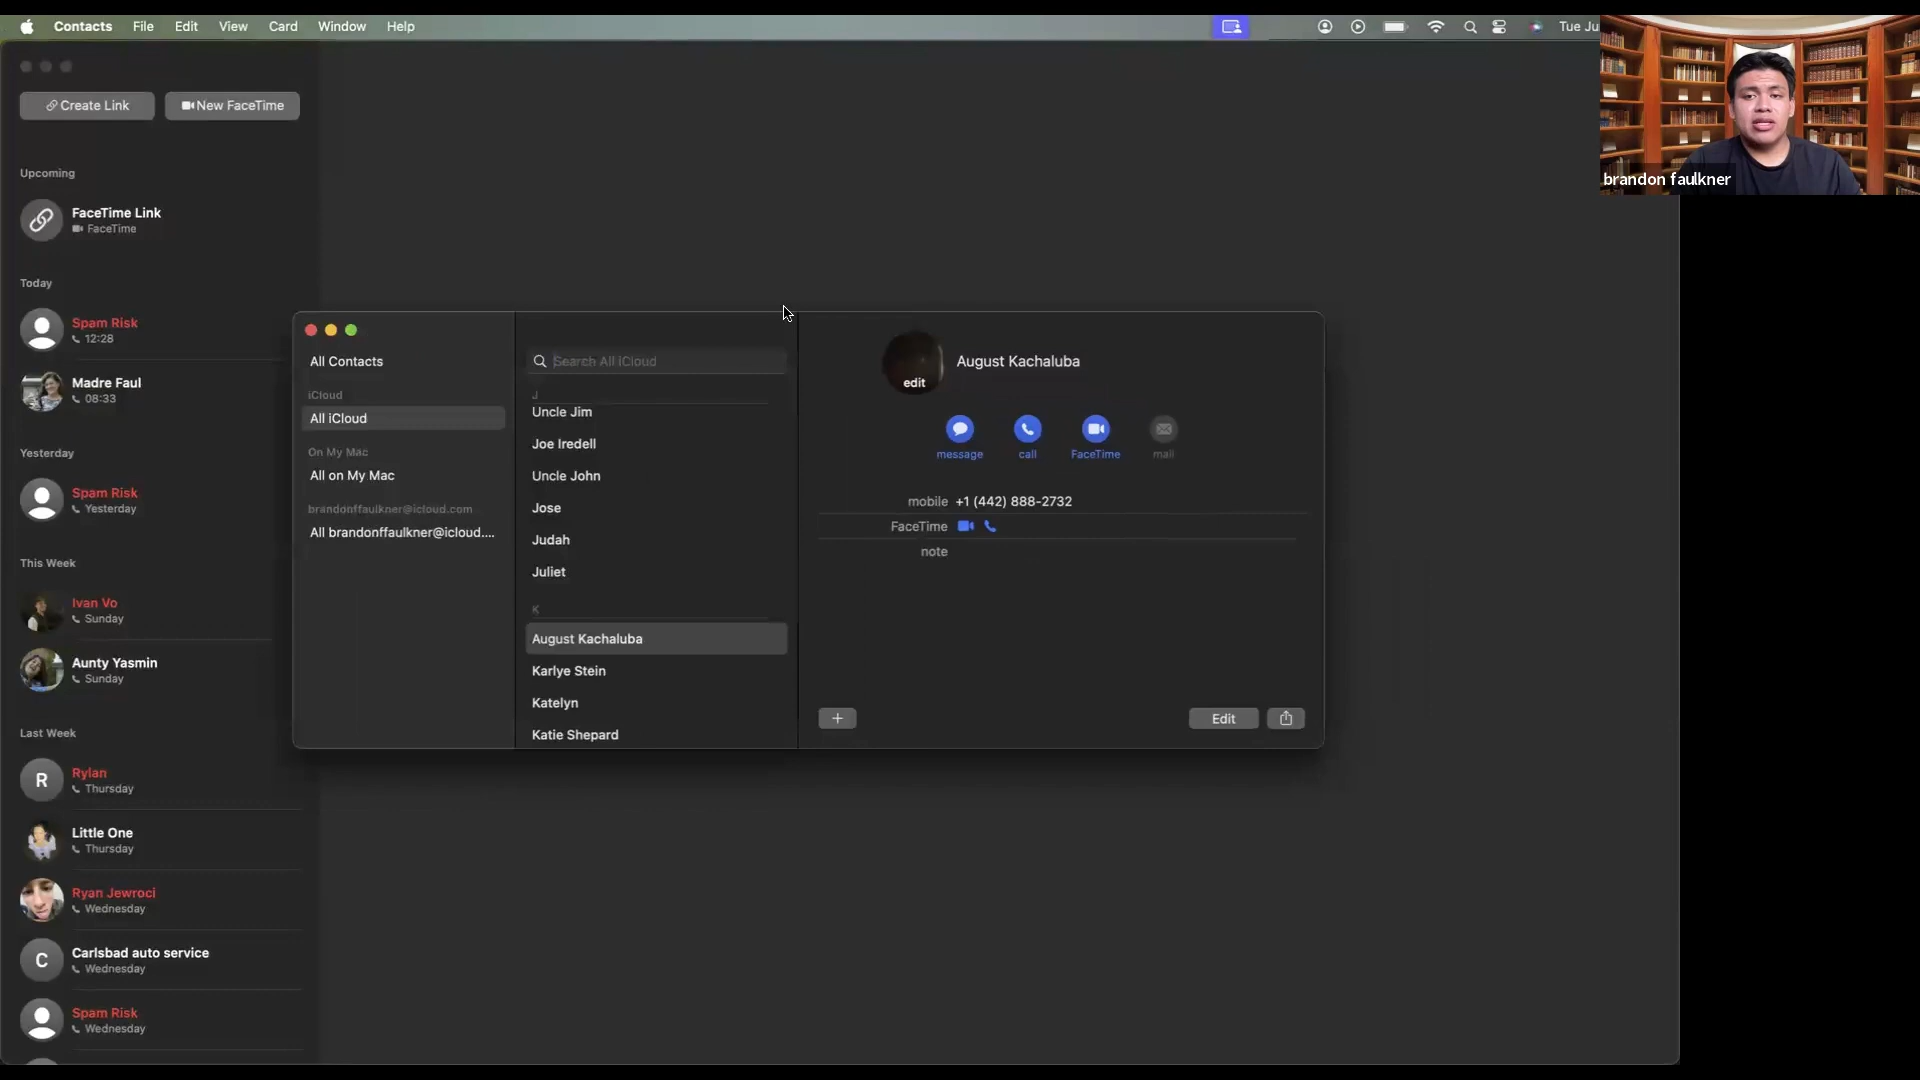 Contacts File Edit View Card Window Help
Tue Ju
brandon faulkner
Create Link
New FaceTime
Upcoming
FaceTime Link
FaceTime
Today
Spam Risk
12:28
Madre Faul
08:33
Yesterday
Spam Risk
Yesterday
This Week
Ivan Vo
Sunday
Aunty Yasmin
Sunday
Last Week
R
Rylan
Thursday
Little One
Thursday
Ryan Jewroci
Wednesday
C
Carlsbad auto service
Wednesday
Spam Risk
Wednesday
All Contacts
iCloud
All iCloud
On My Mac
All on My Mac
brandonffaulkner@icloud.com
All brandonffaulkner@icloud....
Search All iCloud
J
Uncle Jim
Joe Iredell
Uncle John
Jose
Judah
Juliet
K
August Kachaluba
Karlye Stein
Katelyn
Katie Shepard
edit
August Kachaluba
message call FaceTime mail
mobile +1 (442) 888-2732
FaceTime
note
+
Edit